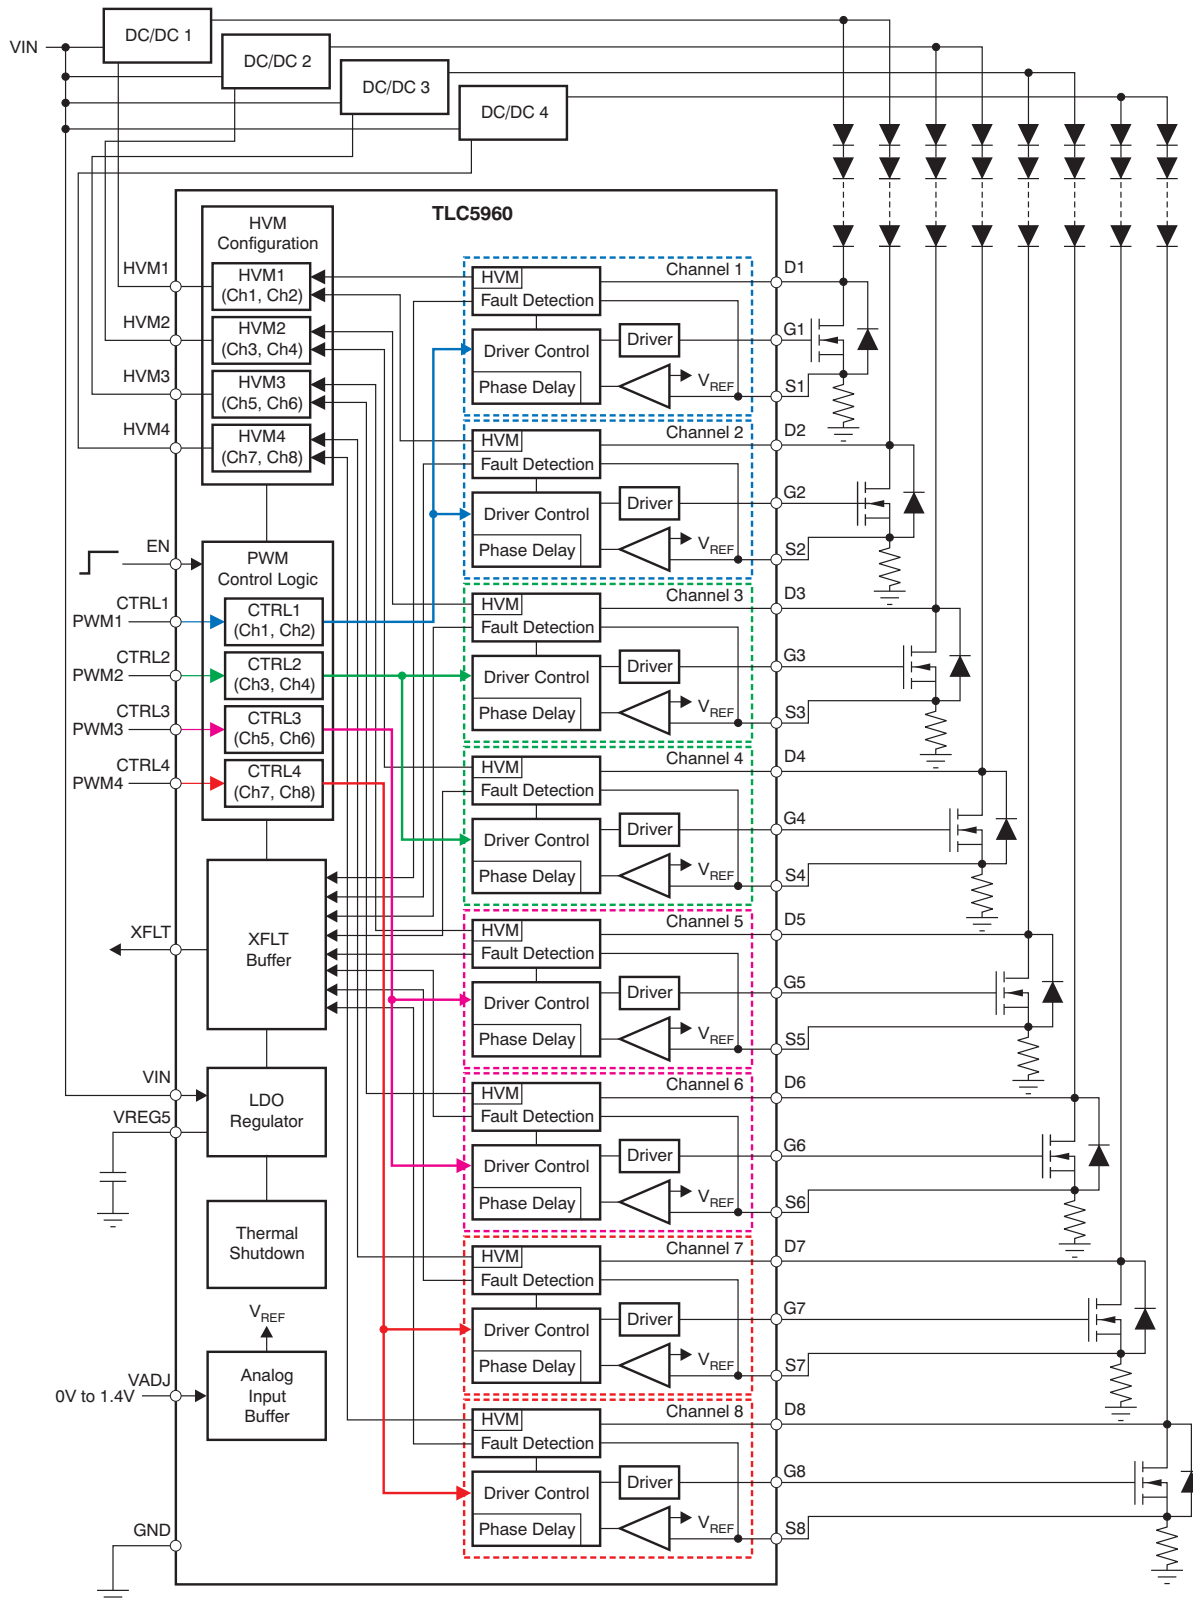 DC/DC 1
VIN
DC/DC 2
DC/DC 3
DC/DC 4
TLC5960
HVM
Configuration
HVM1
HVM1
(Ch1, Ch2)
HVM2
HVM2
(Ch3, Ch4)
HVM3
HVM3
(Ch5, Ch6)
HVM4
HVM4
(Ch7, Ch8)
EN
PWM
Control Logic
CTRL1
PWM1
CTRL1
(Ch1, Ch2)
CTRL2
PWM2
CTRL2
(Ch3, Ch4)
CTRL3
PWM3
CTRL3
(Ch5, Ch6)
CTRL4
PWM4
CTRL4
(Ch7, Ch8)
XFLT
XFLT
Buffer
VIN
VREG5
LDO
Regulator
Thermal
Shutdown
VREF
VADJ
0V to 1.4V
Analog
Input
Buffer
GND
Channel 1
HVM
Fault Detection
Driver Control
Phase Delay
Driver
VREF
D1
G1
S1
Channel 2
HVM
Fault Detection
Driver Control
Phase Delay
Driver
VREF
D2
G2
S2
Channel 3
HVM
Fault Detection
Driver Control
Phase Delay
Driver
VREF
D3
G3
S3
Channel 4
HVM
Fault Detection
Driver Control
Phase Delay
Driver
VREF
D4
G4
S4
Channel 5
HVM
Fault Detection
Driver Control
Phase Delay
Driver
VREF
D5
G5
S5
Channel 6
HVM
Fault Detection
Driver Control
Phase Delay
Driver
VREF
D6
G6
S6
Channel 7
HVM
Fault Detection
Driver Control
Phase Delay
Driver
VREF
D7
G7
S7
Channel 8
HVM
Fault Detection
Driver Control
Phase Delay
Driver
VREF
D8
G8
S8